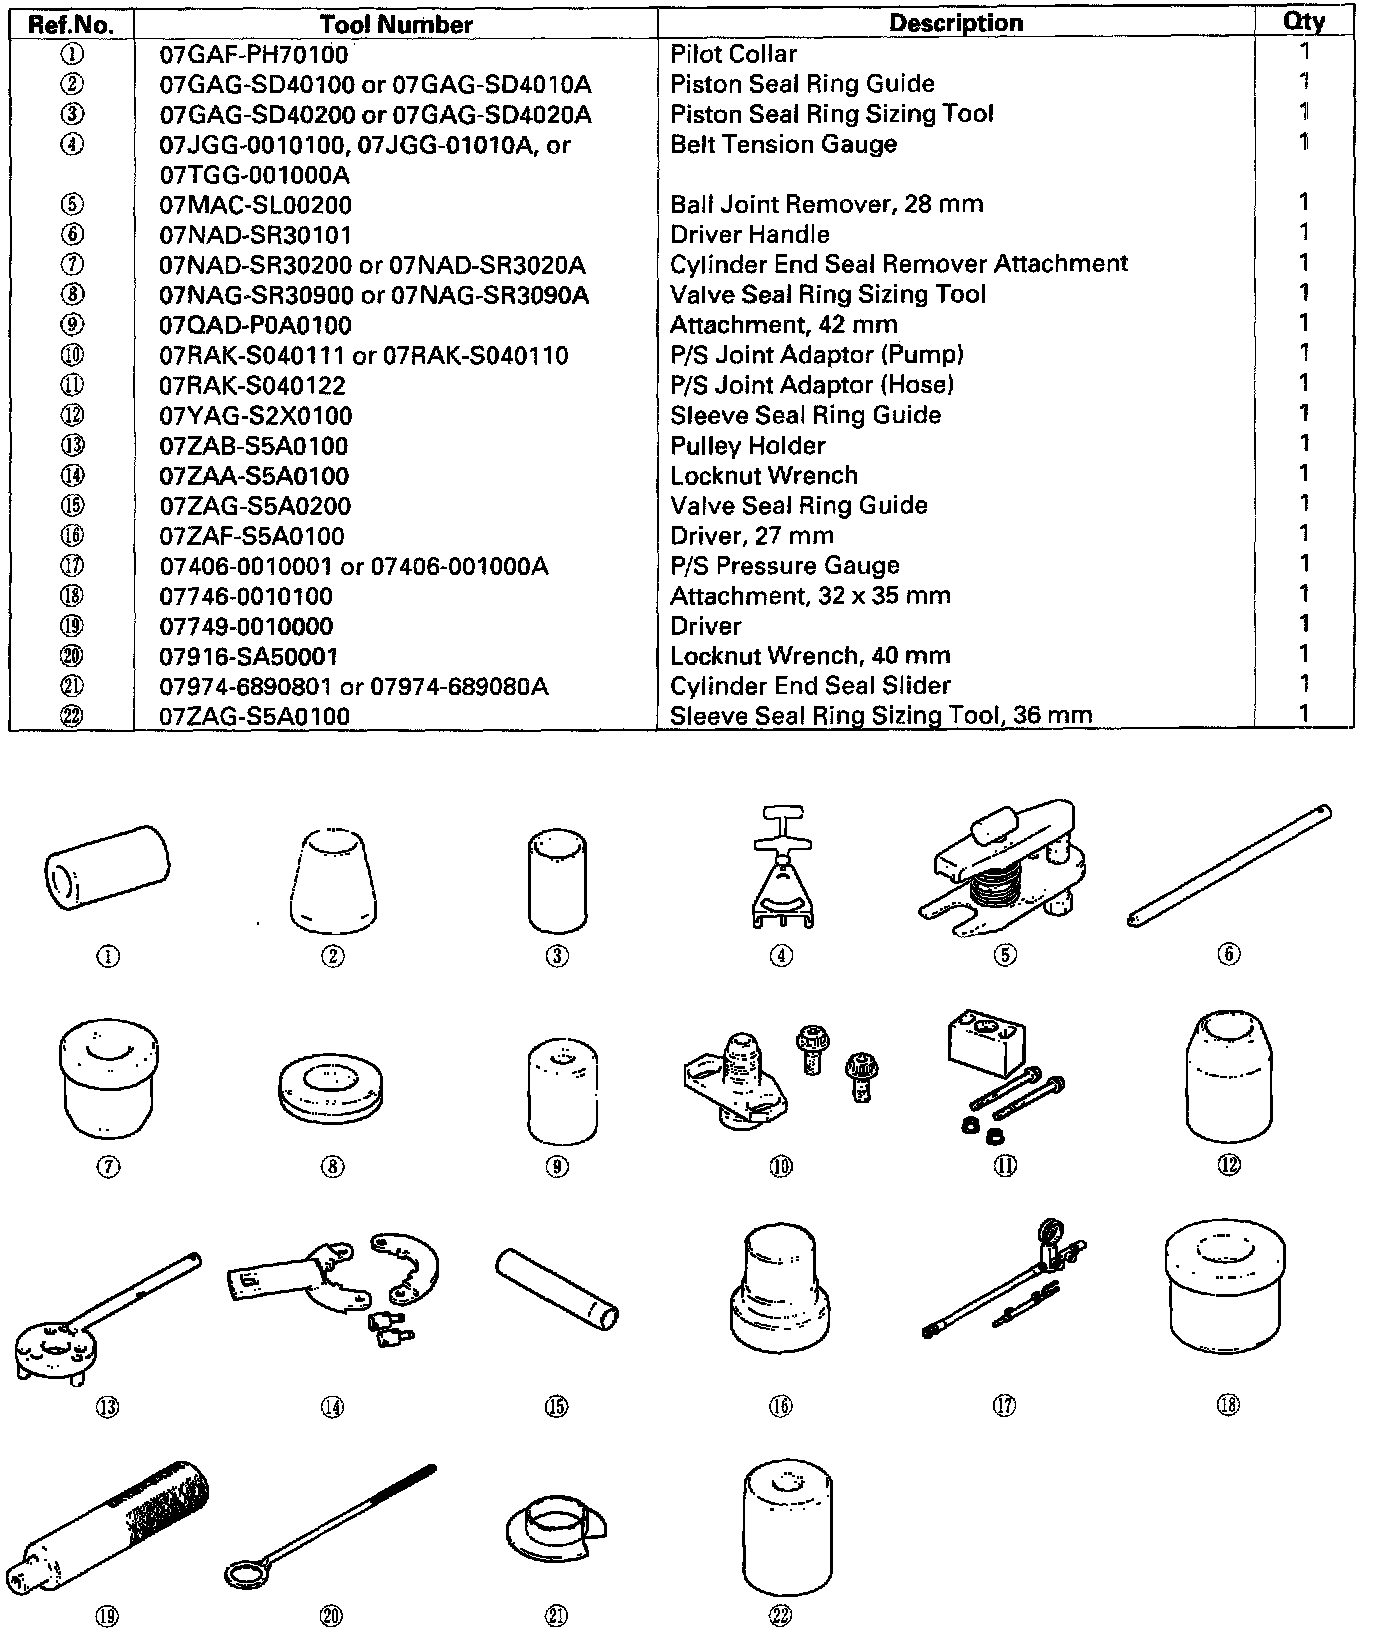 Ref.No. Tool Number Description Qty
① 07GAF-PH70100 Pilot Collar 1
② 07GAG-SD40100 or 07GAG-SD4010A Piston Seal Ring Guide 1
③ 07GAG-SD40200 or 07GAG-SD4020A Piston Seal Ring Sizing Tool 1
④ 07JGG-0010100, 07JGG-01010A, or Belt Tension Gauge 1
07TGG-001000A
⑤ 07MAC-SL00200 Ball Joint Remover, 28 mm 1
⑥ 07NAD-SR30101 Driver Handle 1
⑦ 07NAD-SR30200 or 07NAD-SR3020A Cylinder End Seal Remover Attachment 1
⑧ 07NAG-SR30900 or 07NAG-SR3090A Valve Seal Ring Sizing Tool 1
⑨ 07QAD-P0A0100 Attachment, 42 mm 1
⑩ 07RAK-S040111 or 07RAK-S040110 P/S Joint Adaptor (Pump) 1
⑪ 07RAK-S040122 P/S Joint Adaptor (Hose) 1
⑫ 07YAG-S2X0100 Sleeve Seal Ring Guide 1
⑬ 07ZAB-S5A0100 Pulley Holder 1
⑭ 07ZAA-S5A0100 Locknut Wrench 1
⑮ 07ZAG-S5A0200 Valve Seal Ring Guide 1
⑯ 07ZAF-S5A0100 Driver, 27 mm 1
⑰ 07406-0010001 or 07406-001000A P/S Pressure Gauge 1
⑱ 07746-0010100 Attachment, 32 x 35 mm 1
⑲ 07749-0010000 Driver 1
⑳ 07916-SA50001 Locknut Wrench, 40 mm 1
㉑ 07974-6890801 or 07974-689080A Cylinder End Seal Slider 1
㉒ 07ZAG-S5A0100 Sleeve Seal Ring Sizing Tool, 36 mm 1
① ② ③ ④ ⑤ ⑥
⑦ ⑧ ⑨ ⑩ ⑪ ⑫
⑬ ⑭ ⑮ ⑯ ⑰ ⑱
⑲ ⑳ ㉑ ㉒